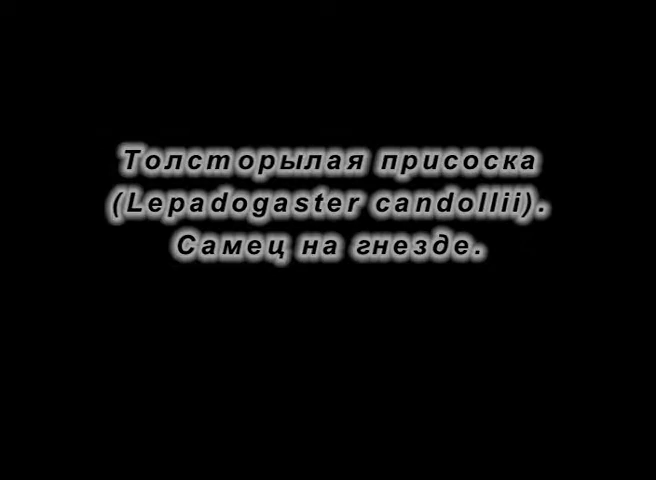 Толсторылая присоска
(Lepadogaster candollii).
Самец на гнезде.